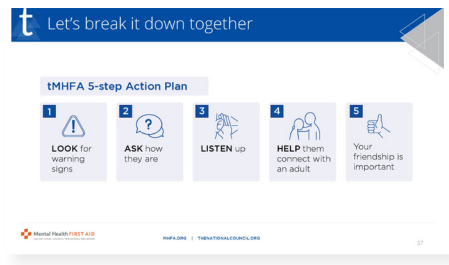 t Let's break it down together
tMHFA 5-step Action Plan
1
LOOK for
warning
signs
2
?
ASK how
they are
3
LISTEN up
4
HELP them
connect with
an adult
5
Your
friendship is
important
Mental Health FIRST AID
MHFA.ORG | THENATIONALCOUNCIL.ORG
37